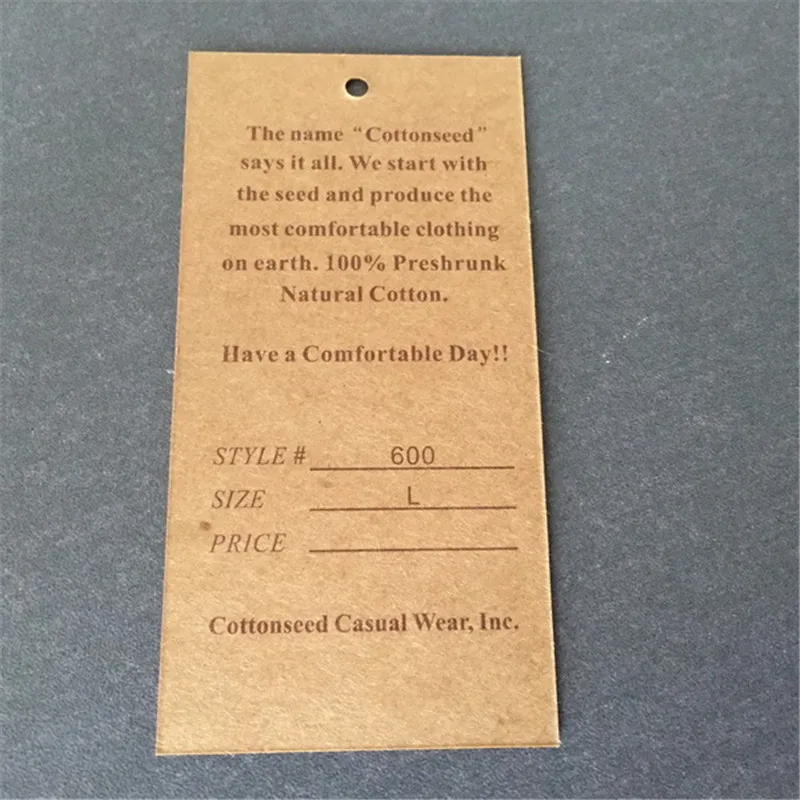 The name “Cottonseed”
says it all. We start with
the seed and produce the
most comfortable clothing
on earth. 100% Preshrunk
Natural Cotton.
Have a Comfortable Day!!
STYLE # 600
SIZE L
PRICE
Cottonseed Casual Wear, Inc.